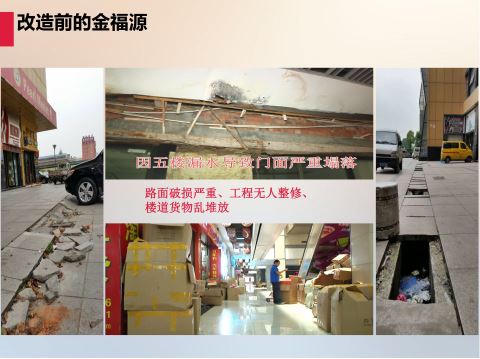 改造前的金福源
因五楼漏水导致门面严重塌落
路面破损严重、工程无人整修、
楼道货物乱堆放